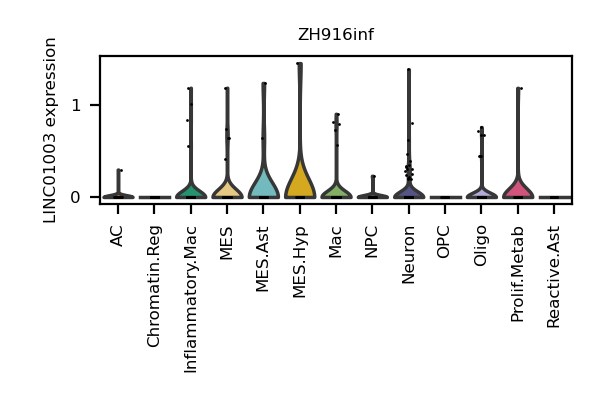 ZH916inf
LINC01003 expression
1
0
AC
Chromatin.Reg
Inflammatory.Mac
MES
MES.Ast
MES.Hyp
Mac
NPC
Neuron
OPC
Oligo
Prolif.Metab
Reactive.Ast